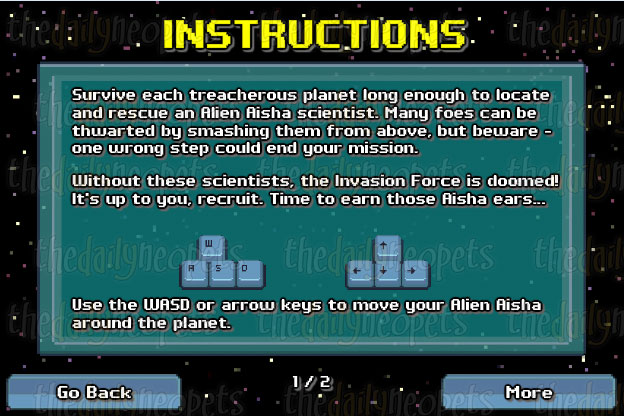 INSTRUCTIONS
Survive each treacherous planet long enough to locate
and rescue an Alien Aisha scientist. Many foes can be
thwarted by smashing them from above, but beware -
one wrong step could end your mission.
Without these scientists, the Invasion Force is doomed!
It's up to you, recruit. Time to earn those Aisha ears...
W ↑
A S D ← ↓ →
Use the WASD or arrow keys to move your Alien Aisha
around the planet.
Go Back 1 / 2 More
thedailyneopets